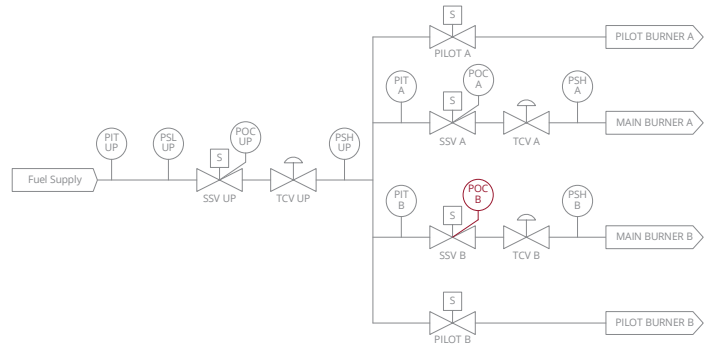 S
PILOT BURNER A
PILOT A
PIT
A
POC
A
PSH
A
S
MAIN BURNER A
SSV A
TCV A
PIT
UP
PSL
UP
POC
UP
PSH
UP
S
Fuel Supply
SSV UP
TCV UP
PIT
B
POC
B
PSH
B
S
MAIN BURNER B
SSV B
TCV B
S
PILOT BURNER B
PILOT B